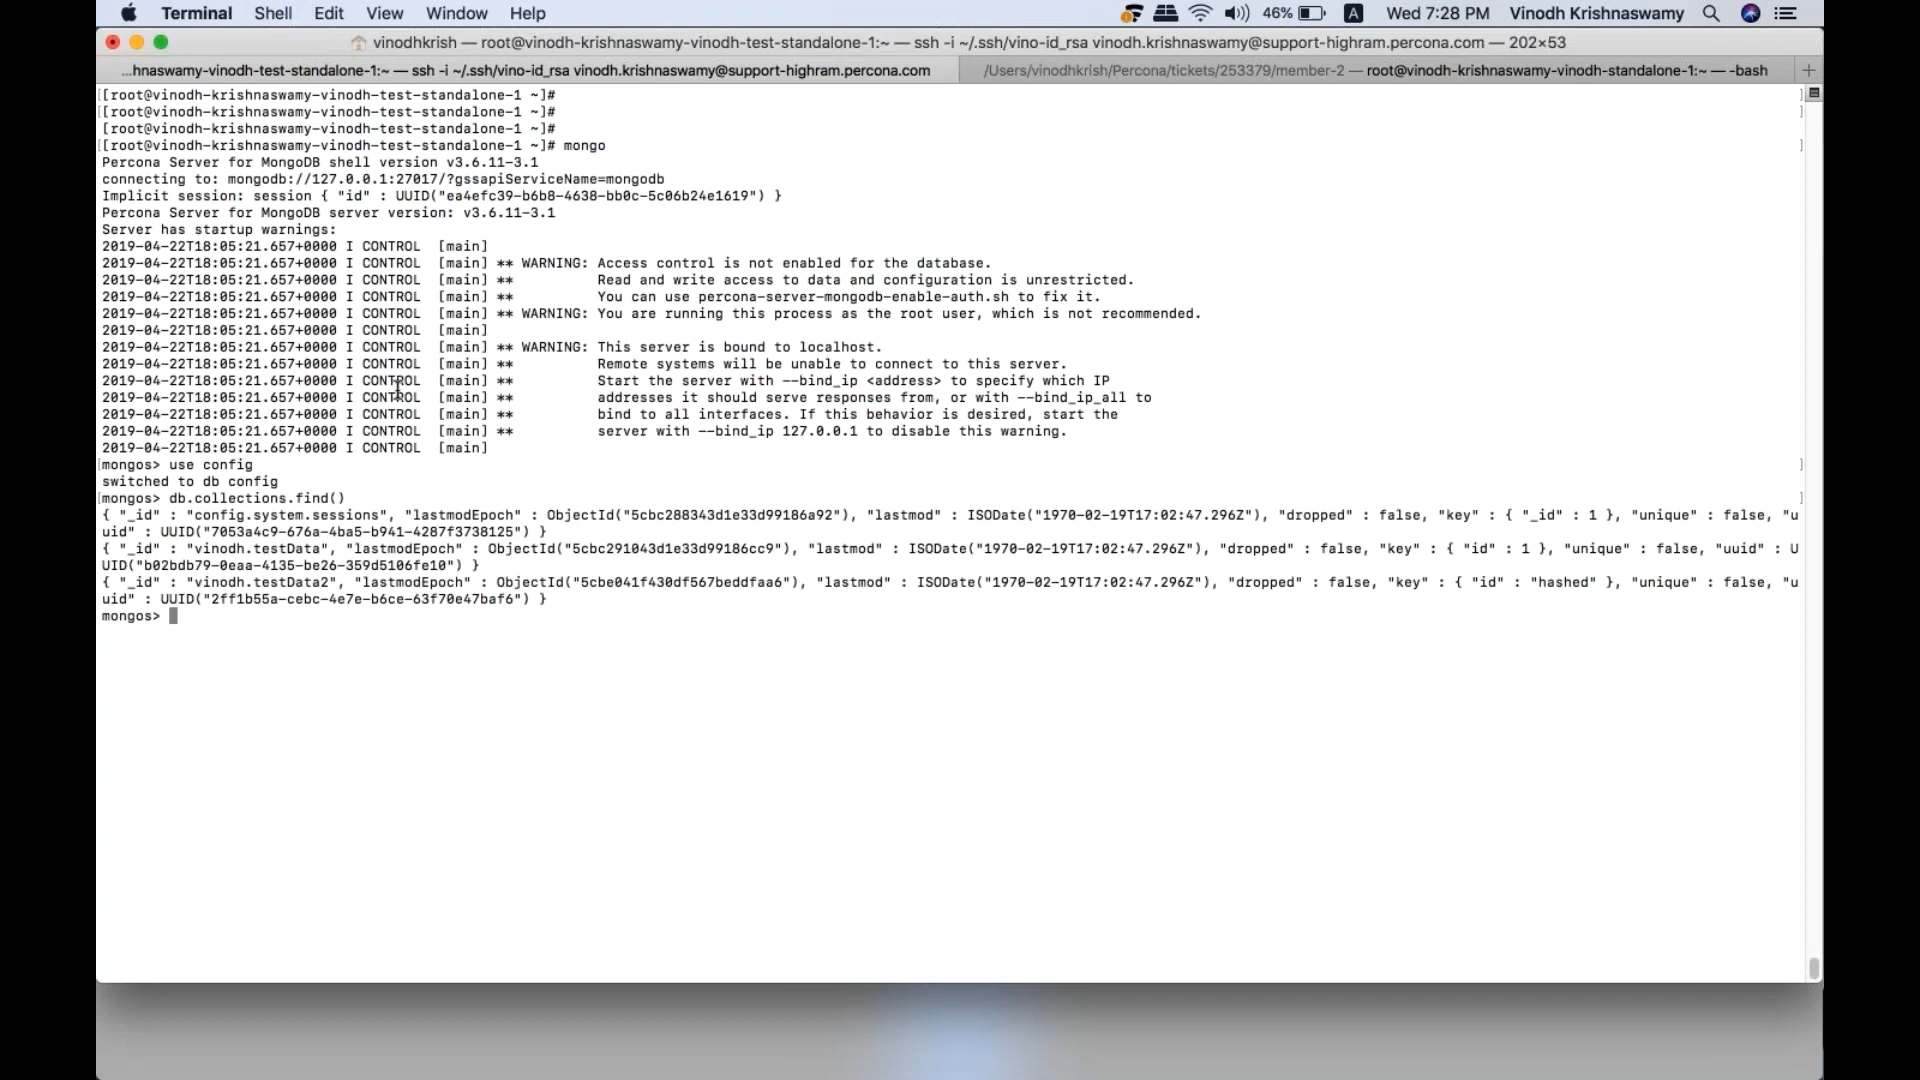 Terminal Shell Edit View Window Help 46% A Wed 7:28 PM Vinodh Krishnaswamy
vinodhkrish — root@vinodh-krishnaswamy-vinodh-test-standalone-1:~ — ssh -i ~/.ssh/vino-id_rsa vinodh.krishnaswamy@support-highram.percona.com — 202×53
...hnaswamy-vinodh-test-standalone-1:~ — ssh -i ~/.ssh/vino-id_rsa vinodh.krishnaswamy@support-highram.percona.com /Users/vinodhkrish/Percona/tickets/253379/member-2 — root@vinodh-krishnaswamy-vinodh-standalone-1:~ — -bash +
[[root@vinodh-krishnaswamy-vinodh-test-standalone-1 ~]# ]
[[root@vinodh-krishnaswamy-vinodh-test-standalone-1 ~]# ]
[root@vinodh-krishnaswamy-vinodh-test-standalone-1 ~]#
[[root@vinodh-krishnaswamy-vinodh-test-standalone-1 ~]# mongo ]
Percona Server for MongoDB shell version v3.6.11-3.1
connecting to: mongodb://127.0.0.1:27017/?gssapiServiceName=mongodb
Implicit session: session { "id" : UUID("ea4efc39-b6b8-4638-bb0c-5c06b24e1619") }
Percona Server for MongoDB server version: v3.6.11-3.1
Server has startup warnings:
2019-04-22T18:05:21.657+0000 I CONTROL [main]
2019-04-22T18:05:21.657+0000 I CONTROL [main] ** WARNING: Access control is not enabled for the database.
2019-04-22T18:05:21.657+0000 I CONTROL [main] ** Read and write access to data and configuration is unrestricted.
2019-04-22T18:05:21.657+0000 I CONTROL [main] ** You can use percona-server-mongodb-enable-auth.sh to fix it.
2019-04-22T18:05:21.657+0000 I CONTROL [main] ** WARNING: You are running this process as the root user, which is not recommended.
2019-04-22T18:05:21.657+0000 I CONTROL [main]
2019-04-22T18:05:21.657+0000 I CONTROL [main] ** WARNING: This server is bound to localhost.
2019-04-22T18:05:21.657+0000 I CONTROL [main] ** Remote systems will be unable to connect to this server.
2019-04-22T18:05:21.657+0000 I CONTROL [main] ** Start the server with --bind_ip <address> to specify which IP
2019-04-22T18:05:21.657+0000 I CONTROL [main] ** addresses it should serve responses from, or with --bind_ip_all to
2019-04-22T18:05:21.657+0000 I CONTROL [main] ** bind to all interfaces. If this behavior is desired, start the
2019-04-22T18:05:21.657+0000 I CONTROL [main] ** server with --bind_ip 127.0.0.1 to disable this warning.
2019-04-22T18:05:21.657+0000 I CONTROL [main]
[mongos> use config ]
switched to db config
[mongos> db.collections.find() ]
{ "_id" : "config.system.sessions", "lastmodEpoch" : ObjectId("5cbc288343d1e33d99186a92"), "lastmod" : ISODate("1970-02-19T17:02:47.296Z"), "dropped" : false, "key" : { "_id" : 1 }, "unique" : false, "u
uid" : UUID("7053a4c9-676a-4ba5-b941-4287f3738125") }
{ "_id" : "vinodh.testData", "lastmodEpoch" : ObjectId("5cbc291043d1e33d99186cc9"), "lastmod" : ISODate("1970-02-19T17:02:47.296Z"), "dropped" : false, "key" : { "id" : 1 }, "unique" : false, "uuid" : U
UID("b02bdb79-0eaa-4135-be26-359d5106fe10") }
{ "_id" : "vinodh.testData2", "lastmodEpoch" : ObjectId("5cbe041f430df567beddfaa6"), "lastmod" : ISODate("1970-02-19T17:02:47.296Z"), "dropped" : false, "key" : { "id" : "hashed" }, "unique" : false, "u
uid" : UUID("2ff1b55a-cebc-4e7e-b6ce-63f70e47baf6") }
mongos>